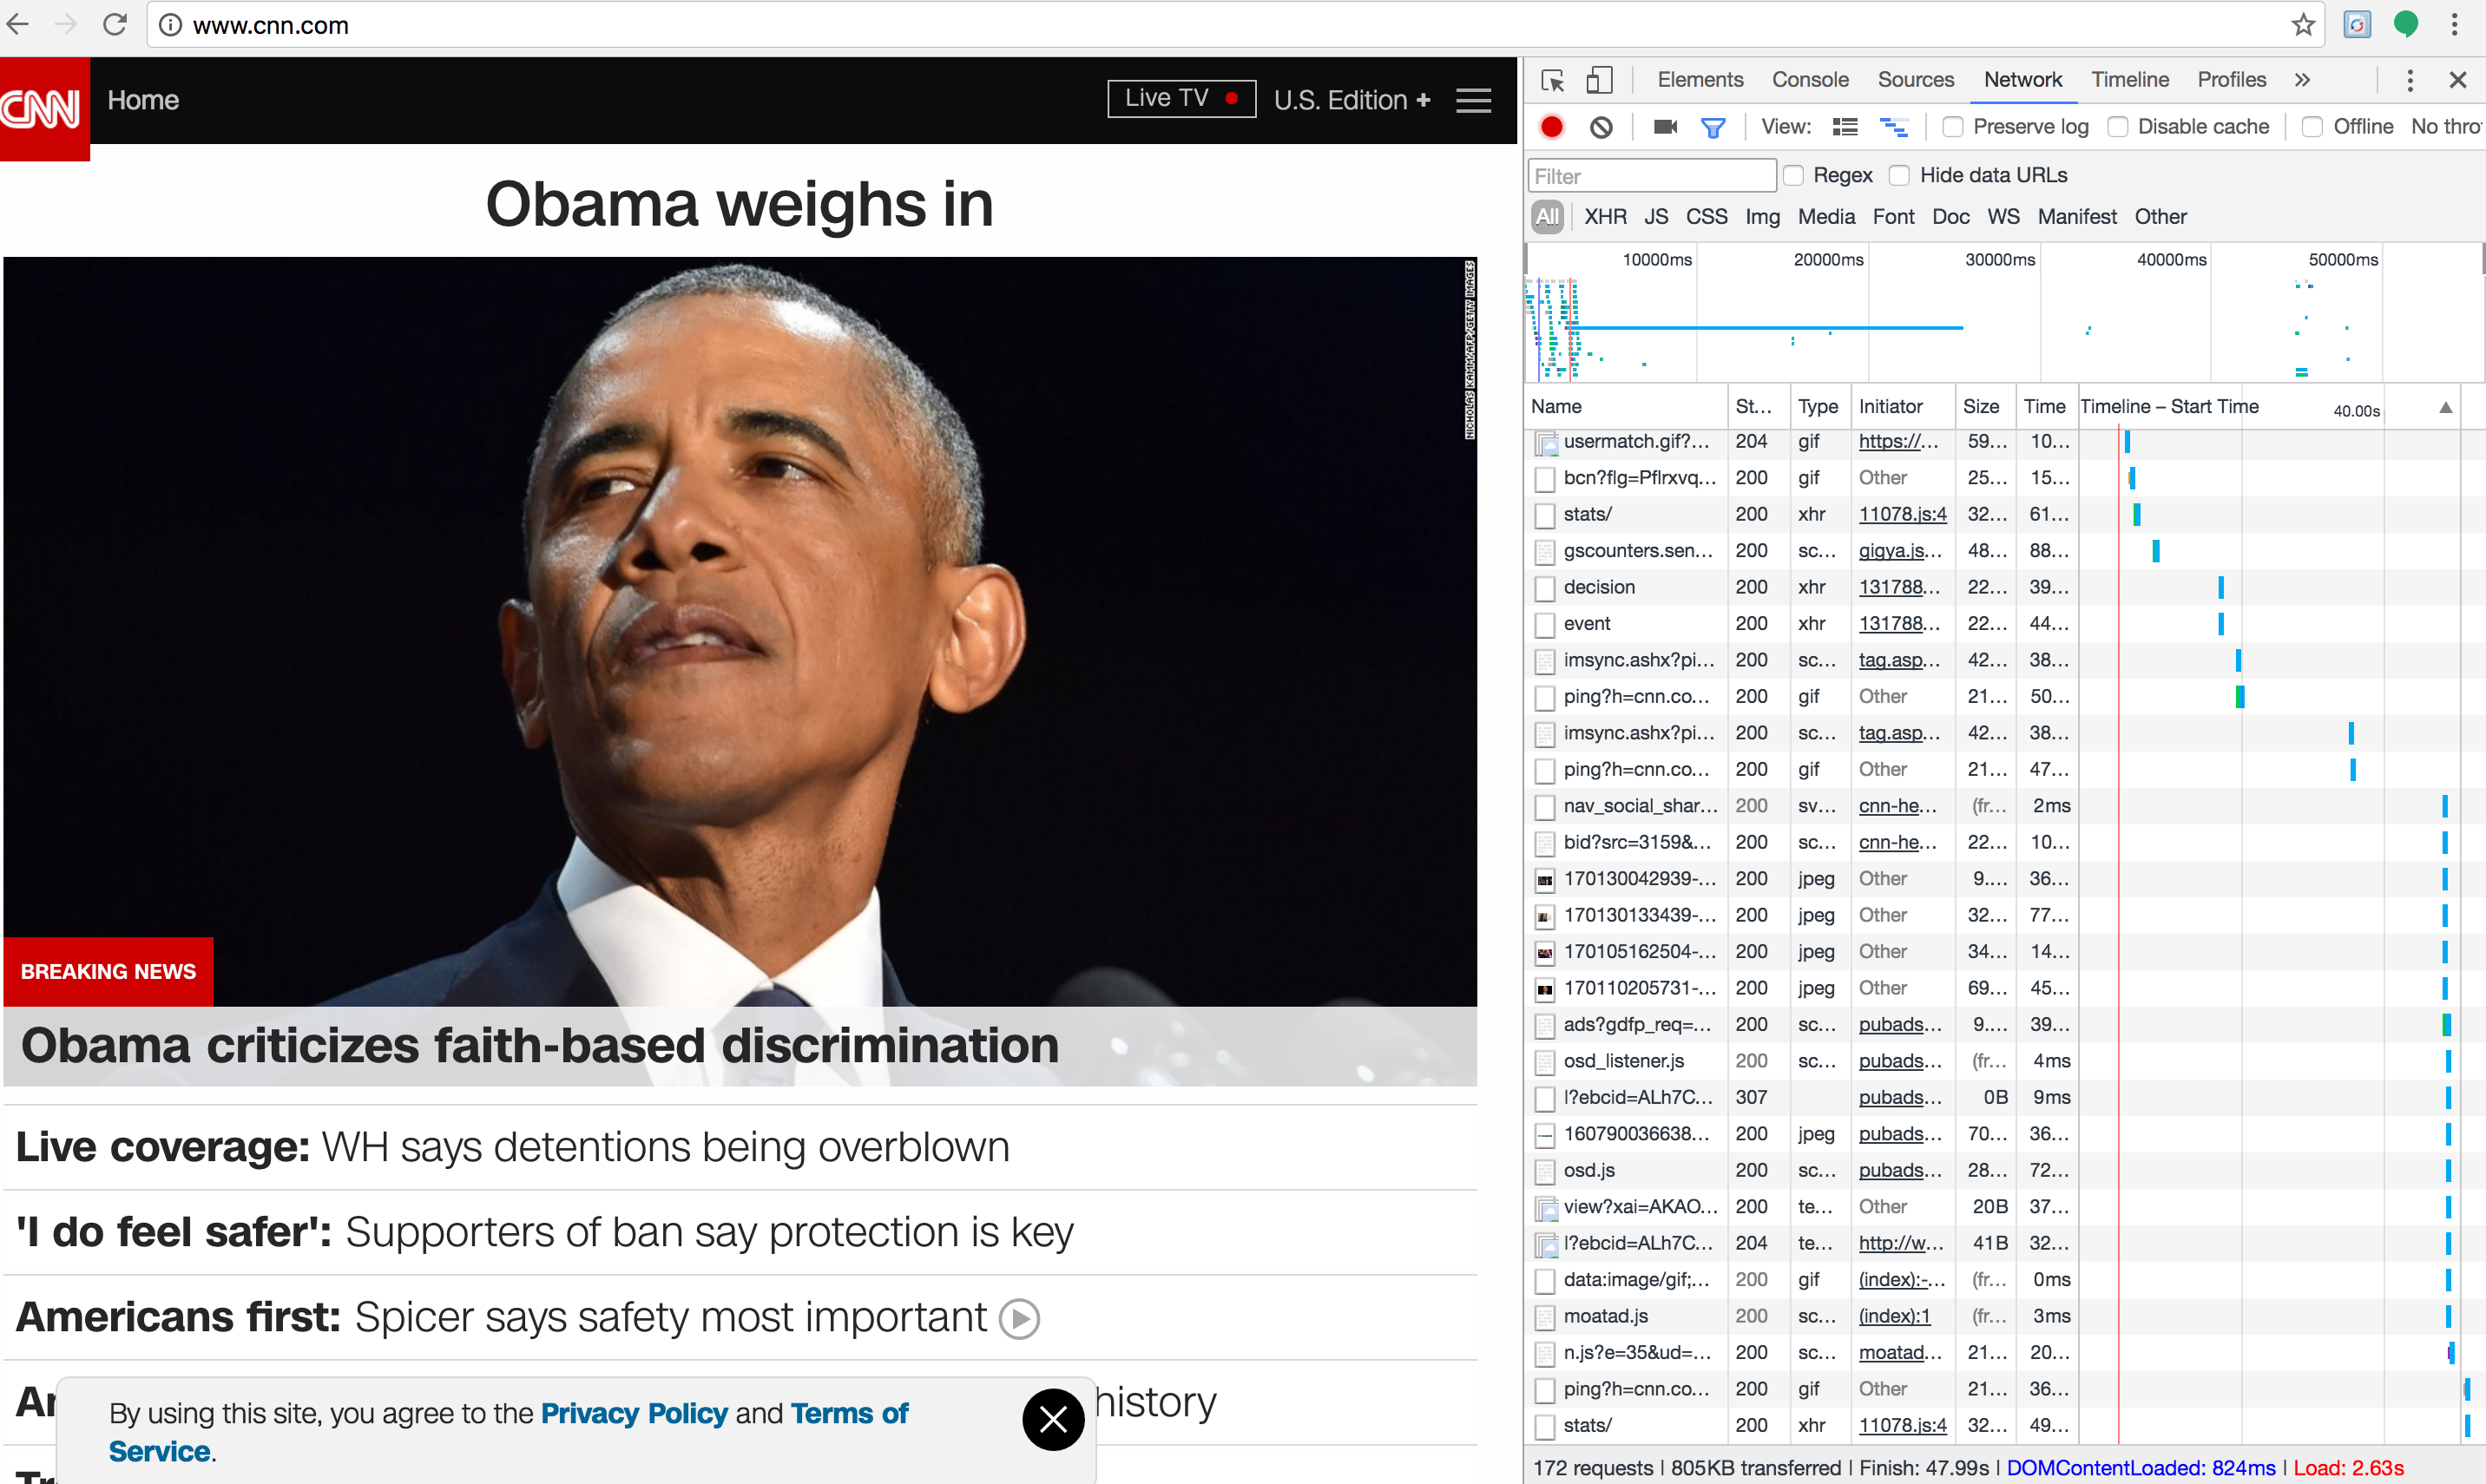 www.cnn.com
CNN
Home
Live TV
U.S. Edition +
Obama weighs in
NICHOLAS KAMM/AFP/GETTY IMAGES
BREAKING NEWS
Obama criticizes faith-based discrimination
Live coverage: WH says detentions being overblown
'I do feel safer': Supporters of ban say protection is key
Americans first: Spicer says safety most important
history
By using this site, you agree to the Privacy Policy and Terms of
Service.
Elements Console Sources Network Timeline Profiles »
View: Preserve log Disable cache Offline No thro
Filter Regex Hide data URLs
All XHR JS CSS Img Media Font Doc WS Manifest Other
10000ms 20000ms 30000ms 40000ms 50000ms
Name St... Type Initiator Size Time Timeline – Start Time 40.00s
usermatch.gif?... 204 gif https://... 59... 10...
bcn?flg=Pflrxvq... 200 gif Other 25... 15...
stats/ 200 xhr 11078.js:4 32... 61...
gscounters.sen... 200 sc... gigya.js... 48... 88...
decision 200 xhr 131788... 22... 39...
event 200 xhr 131788... 22... 44...
imsync.ashx?pi... 200 sc... tag.asp... 42... 38...
ping?h=cnn.co... 200 gif Other 21... 50...
imsync.ashx?pi... 200 sc... tag.asp... 42... 38...
ping?h=cnn.co... 200 gif Other 21... 47...
nav_social_shar... 200 sv... cnn-he... (fr... 2ms
bid?src=3159&... 200 sc... cnn-he... 22... 10...
170130042939-... 200 jpeg Other 9.... 36...
170130133439-... 200 jpeg Other 32... 77...
170105162504-... 200 jpeg Other 34... 14...
170110205731-... 200 jpeg Other 69... 45...
ads?gdfp_req=... 200 sc... pubads... 9.... 39...
osd_listener.js 200 sc... pubads... (fr... 4ms
l?ebcid=ALh7C... 307 pubads... 0B 9ms
160790036638... 200 jpeg pubads... 70... 36...
osd.js 200 sc... pubads... 28... 72...
view?xai=AKAO... 200 te... Other 20B 37...
l?ebcid=ALh7C... 204 te... http://w... 41B 32...
data:image/gif;... 200 gif (index):-... (fr... 0ms
moatad.js 200 sc... (index):1 (fr... 3ms
n.js?e=35&ud=... 200 sc... moatad... 21... 20...
ping?h=cnn.co... 200 gif Other 21... 36...
stats/ 200 xhr 11078.js:4 32... 49...
172 requests | 805KB transferred | Finish: 47.99s | DOMContentLoaded: 824ms | Load: 2.63s